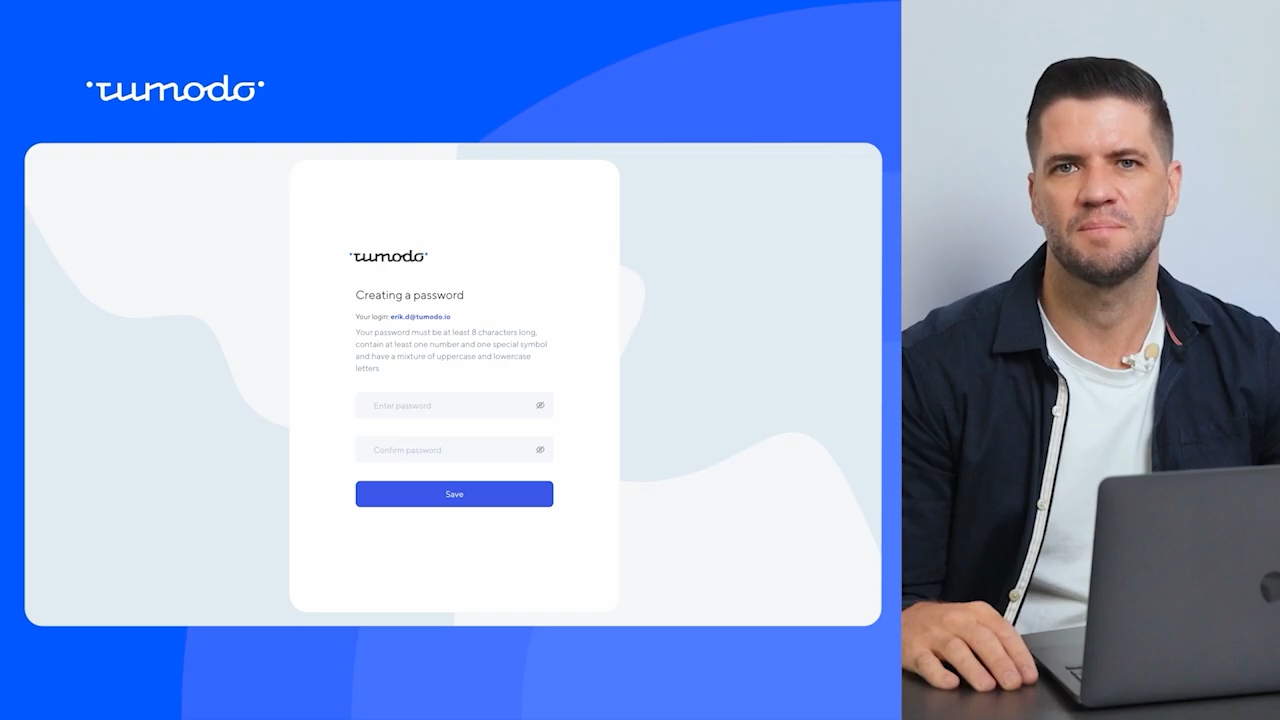 tumodo
tumodo
Creating a password
Your login: erik.d@tumodo.io
Your password must be at least 8 characters long,
contain at least one number and one special symbol
and have a mixture of uppercase and lowercase
letters
Enter password
Confirm password
Save